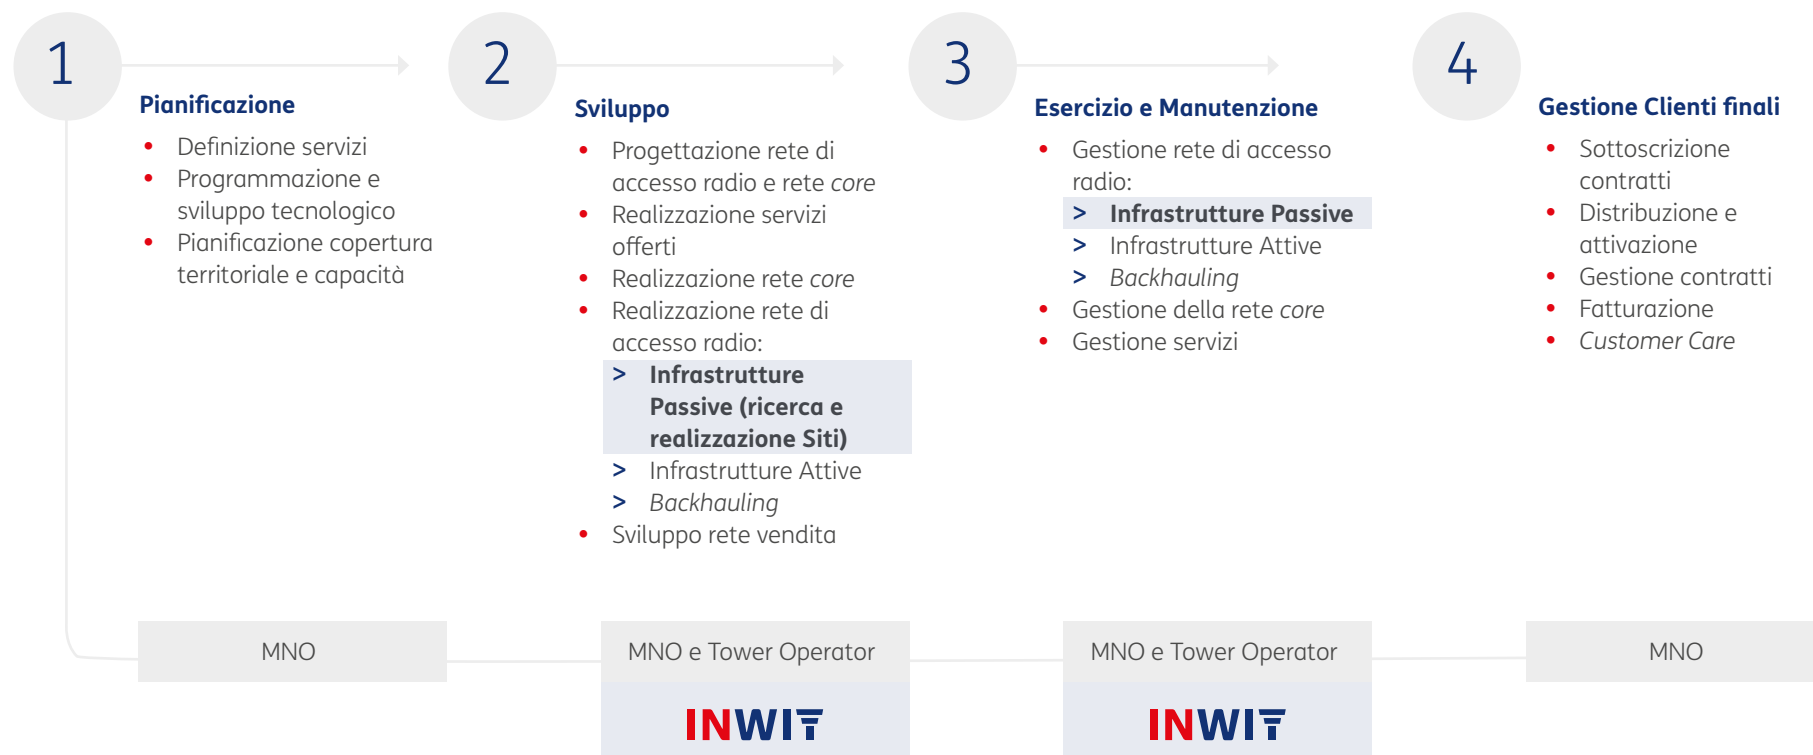 1
Pianificazione
• Definizione servizi
• Programmazione e
sviluppo tecnologico
• Pianificazione copertura
territoriale e capacità
MNO
2
Sviluppo
• Progettazione rete di
accesso radio e rete core
• Realizzazione servizi
offerti
• Realizzazione rete core
• Realizzazione rete di
accesso radio:
> Infrastrutture
Passive (ricerca e
realizzazione Siti)
> Infrastrutture Attive
> Backhauling
• Sviluppo rete vendita
MNO e Tower Operator
INWIT
3
Esercizio e Manutenzione
• Gestione rete di accesso
radio:
> Infrastrutture Passive
> Infrastrutture Attive
> Backhauling
• Gestione della rete core
• Gestione servizi
MNO e Tower Operator
INWIT
4
Gestione Clienti finali
• Sottoscrizione
contratti
• Distribuzione e
attivazione
• Gestione contratti
• Fatturazione
• Customer Care
MNO